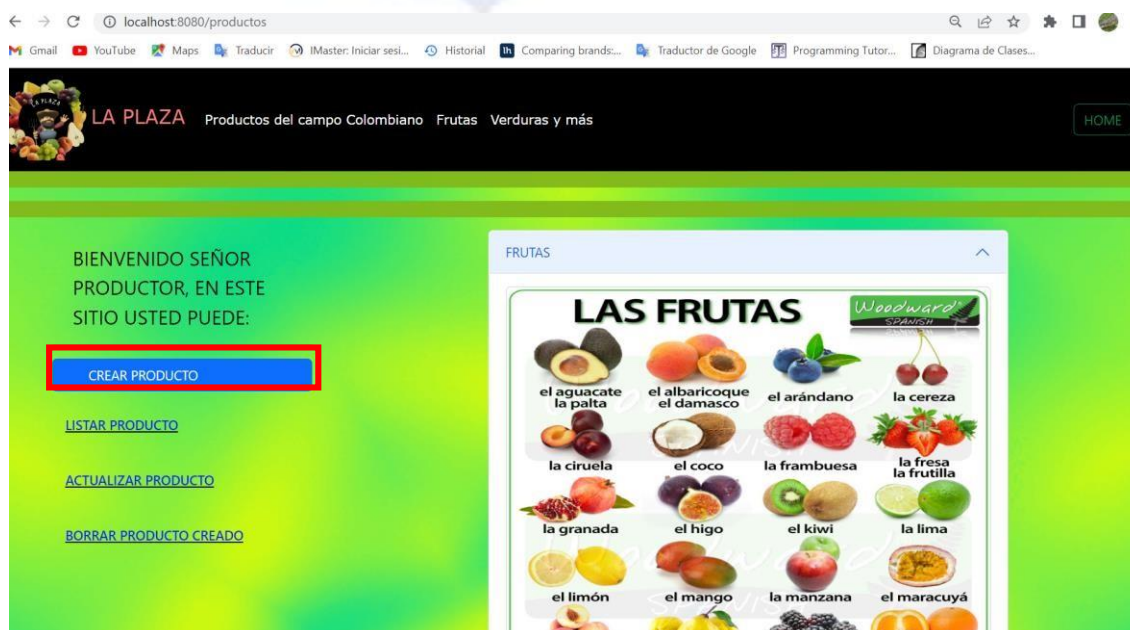 localhost:8080/productos
Gmail YouTube Maps Traducir IMaster: Iniciar sesi... Historial Comparing brands:... Traductor de Google Programming Tutor... Diagrama de Clases...
LA PLAZA
LA PLAZA Productos del campo Colombiano Frutas Verduras y más HOME
BIENVENIDO SEÑOR
PRODUCTOR, EN ESTE
SITIO USTED PUEDE:
CREAR PRODUCTO
LISTAR PRODUCTO
ACTUALIZAR PRODUCTO
BORRAR PRODUCTO CREADO
FRUTAS
LAS FRUTAS
Woodward
SPANISH
el aguacate
la palta
el albaricoque
el damasco
el arándano
la cereza
la ciruela
el coco
la frambuesa
la fresa
la frutilla
la granada
el higo
el kiwi
la lima
el limón
el mango
la manzana
el maracuyá